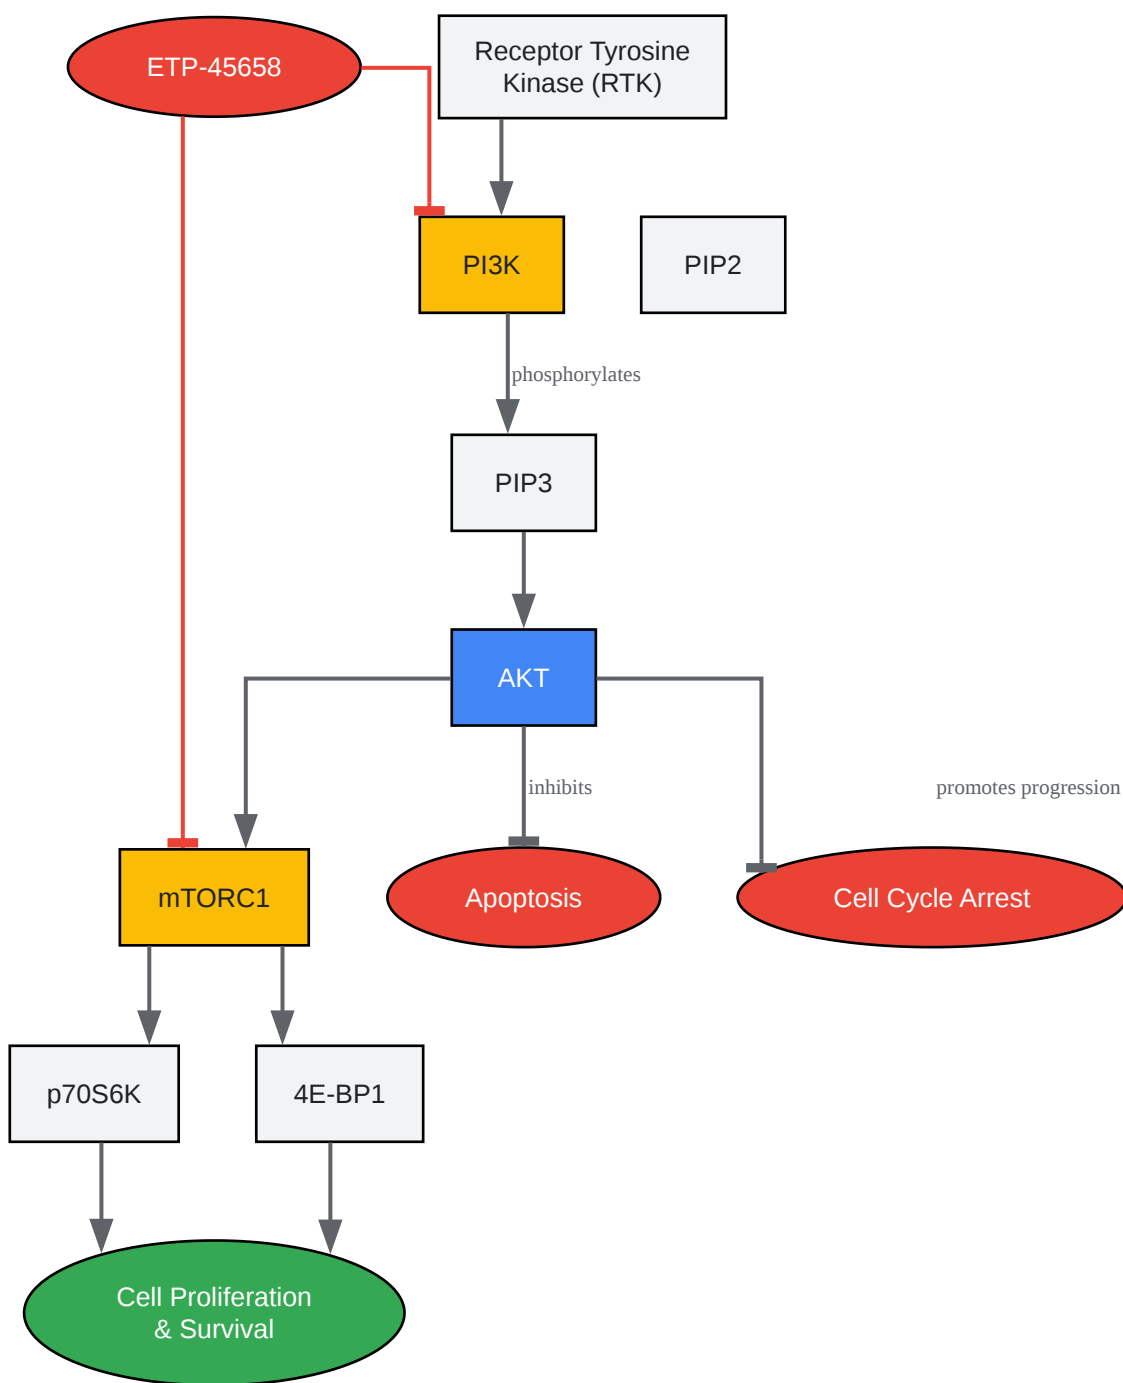 ETP-45658
Receptor Tyrosine
Kinase (RTK)
PI3K
PIP2
phosphorylates
PIP3
AKT
inhibits
promotes progression
mTORC1
Apoptosis
Cell Cycle Arrest
p70S6K
4E-BP1
Cell Proliferation
& Survival